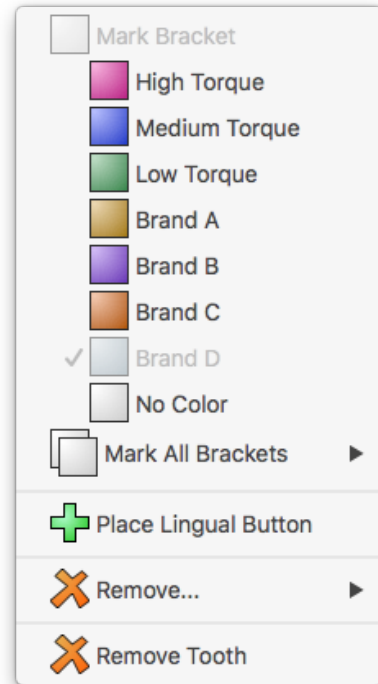 Mark Bracket
High Torque
Medium Torque
Low Torque
Brand A
Brand B
Brand C
Brand D
No Color
Mark All Brackets
Place Lingual Button
Remove...
Remove Tooth